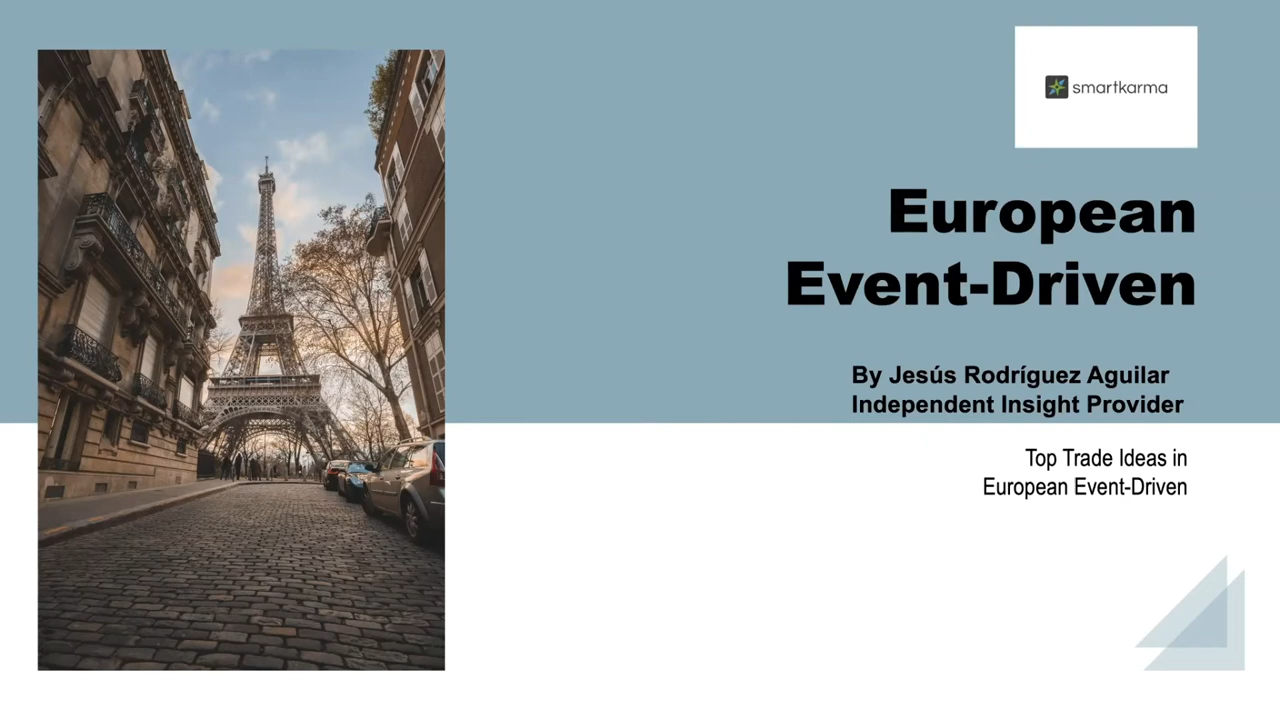 smartkarma
European
Event-Driven
By Jesús Rodríguez Aguilar
Independent Insight Provider
Top Trade Ideas in
European Event-Driven